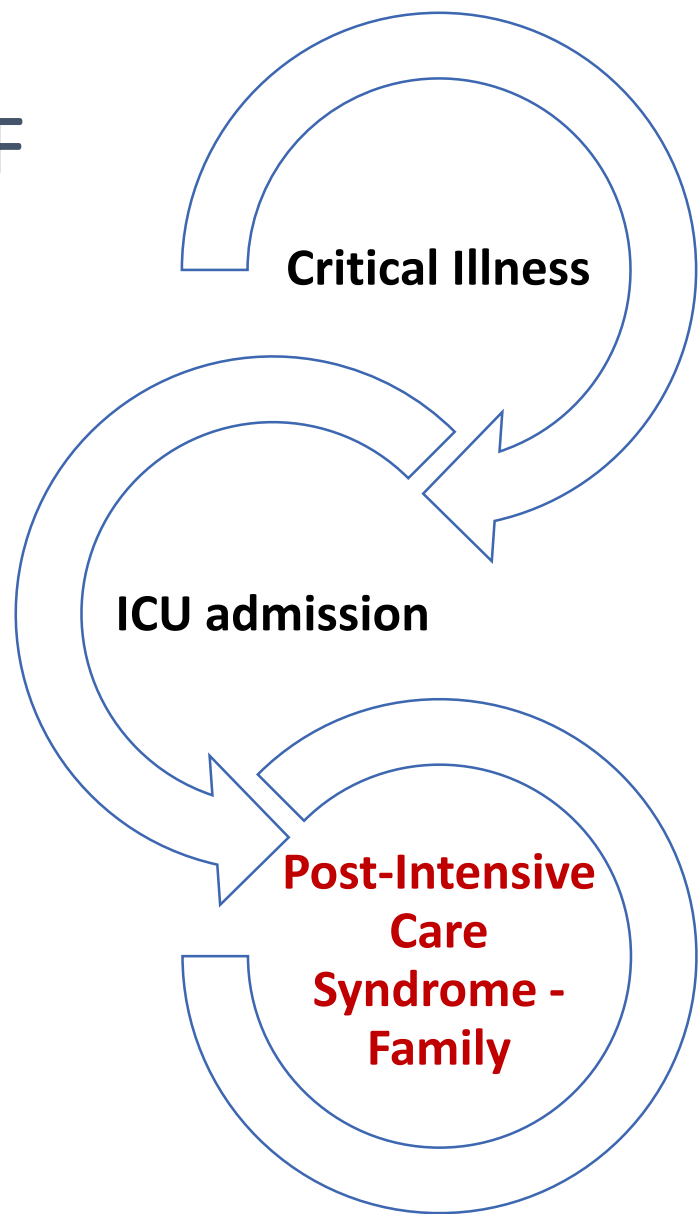 F
Critical Illness
ICU admission
Post-Intensive
Care
Syndrome -
Family